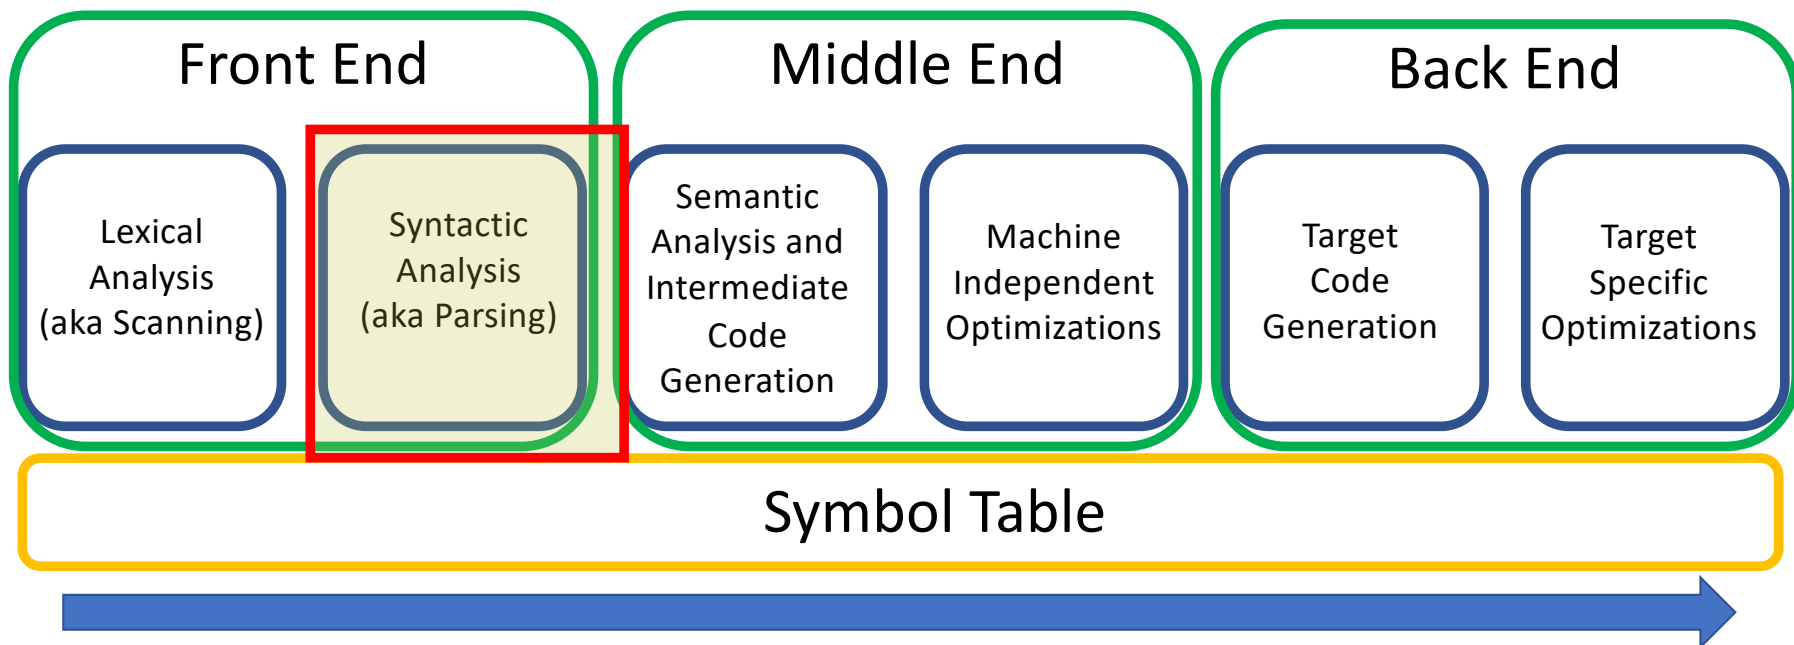 Front End
Middle End
Back End
Lexical
Analysis
(aka Scanning)
Syntactic
Analysis
(aka Parsing)
Semantic
Analysis and
Intermediate
Code
Generation
Machine
Independent
Optimizations
Target
Code
Generation
Target
Specific
Optimizations
Symbol Table